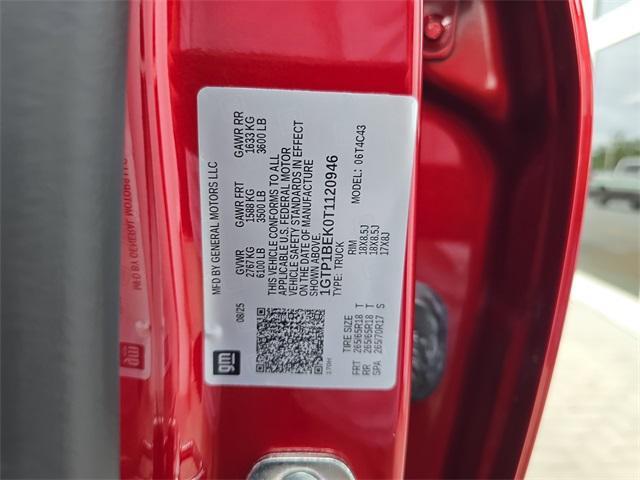 MFD BY GENERAL MOTORS LLC
08/25
GVWR GAWR FRT GAWR RR
2767 KG 1588 KG 1633 KG
6100 LB 3500 LB 3600 LB
THIS VEHICLE CONFORMS TO ALL
APPLICABLE U.S. FEDERAL MOTOR
VEHICLE SAFETY STANDARDS IN EFFECT
ON THE DATE OF MANUFACTURE
SHOWN ABOVE.
1GTP1BEK0T1120946
TYPE: TRUCK MODEL: 06T4C43
TIRE SIZE RIM
FRT 265/65R18 T 18X8.5J
RR 265/65R18 T 18X8.5J
SPA 265/70R17 S 17X8J
gm
170H